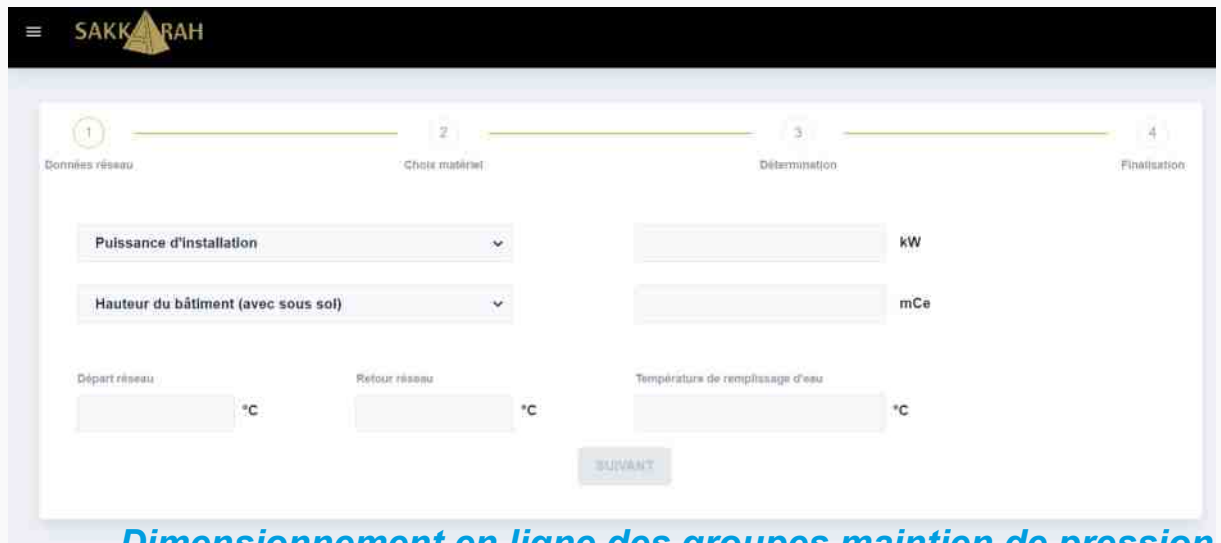 SAKKARAH
1 2 3 4
Données réseau Choix matériel Détermination Finalisation
Puissance d'installation kW
Hauteur du bâtiment (avec sous sol) mCe
Départ réseau Retour réseau Température de remplissage d'eau
°C °C °C
SUIVANT
Dimensionnement en ligne des groupes maintien de pression